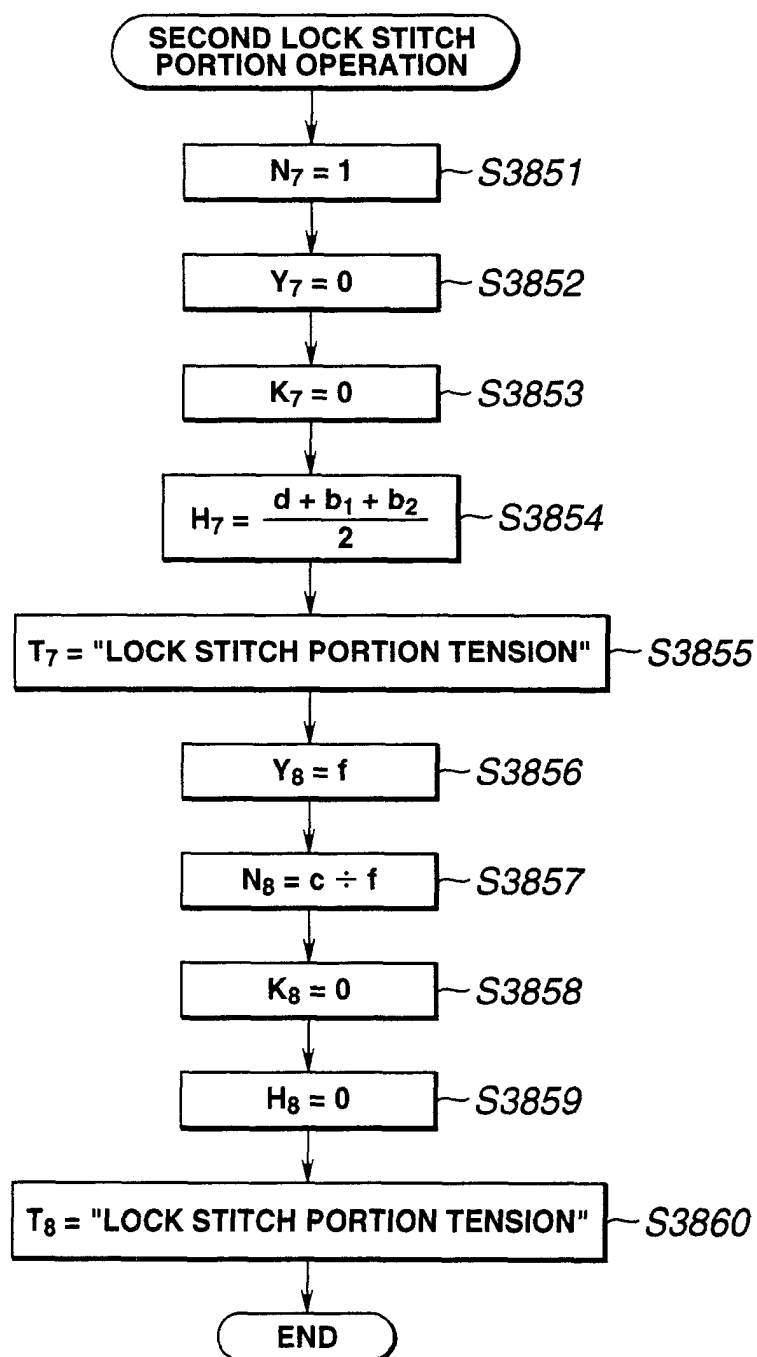 SECOND LOCK STITCH
PORTION OPERATION
N₇ = 1 S3851
Y₇ = 0 S3852
K₇ = 0 S3853
H₇ = (d + b₁ + b₂)/2 S3854
T₇ = "LOCK STITCH PORTION TENSION" S3855
Y₈ = f S3856
N₈ = c ÷ f S3857
K₈ = 0 S3858
H₈ = 0 S3859
T₈ = "LOCK STITCH PORTION TENSION" S3860
END